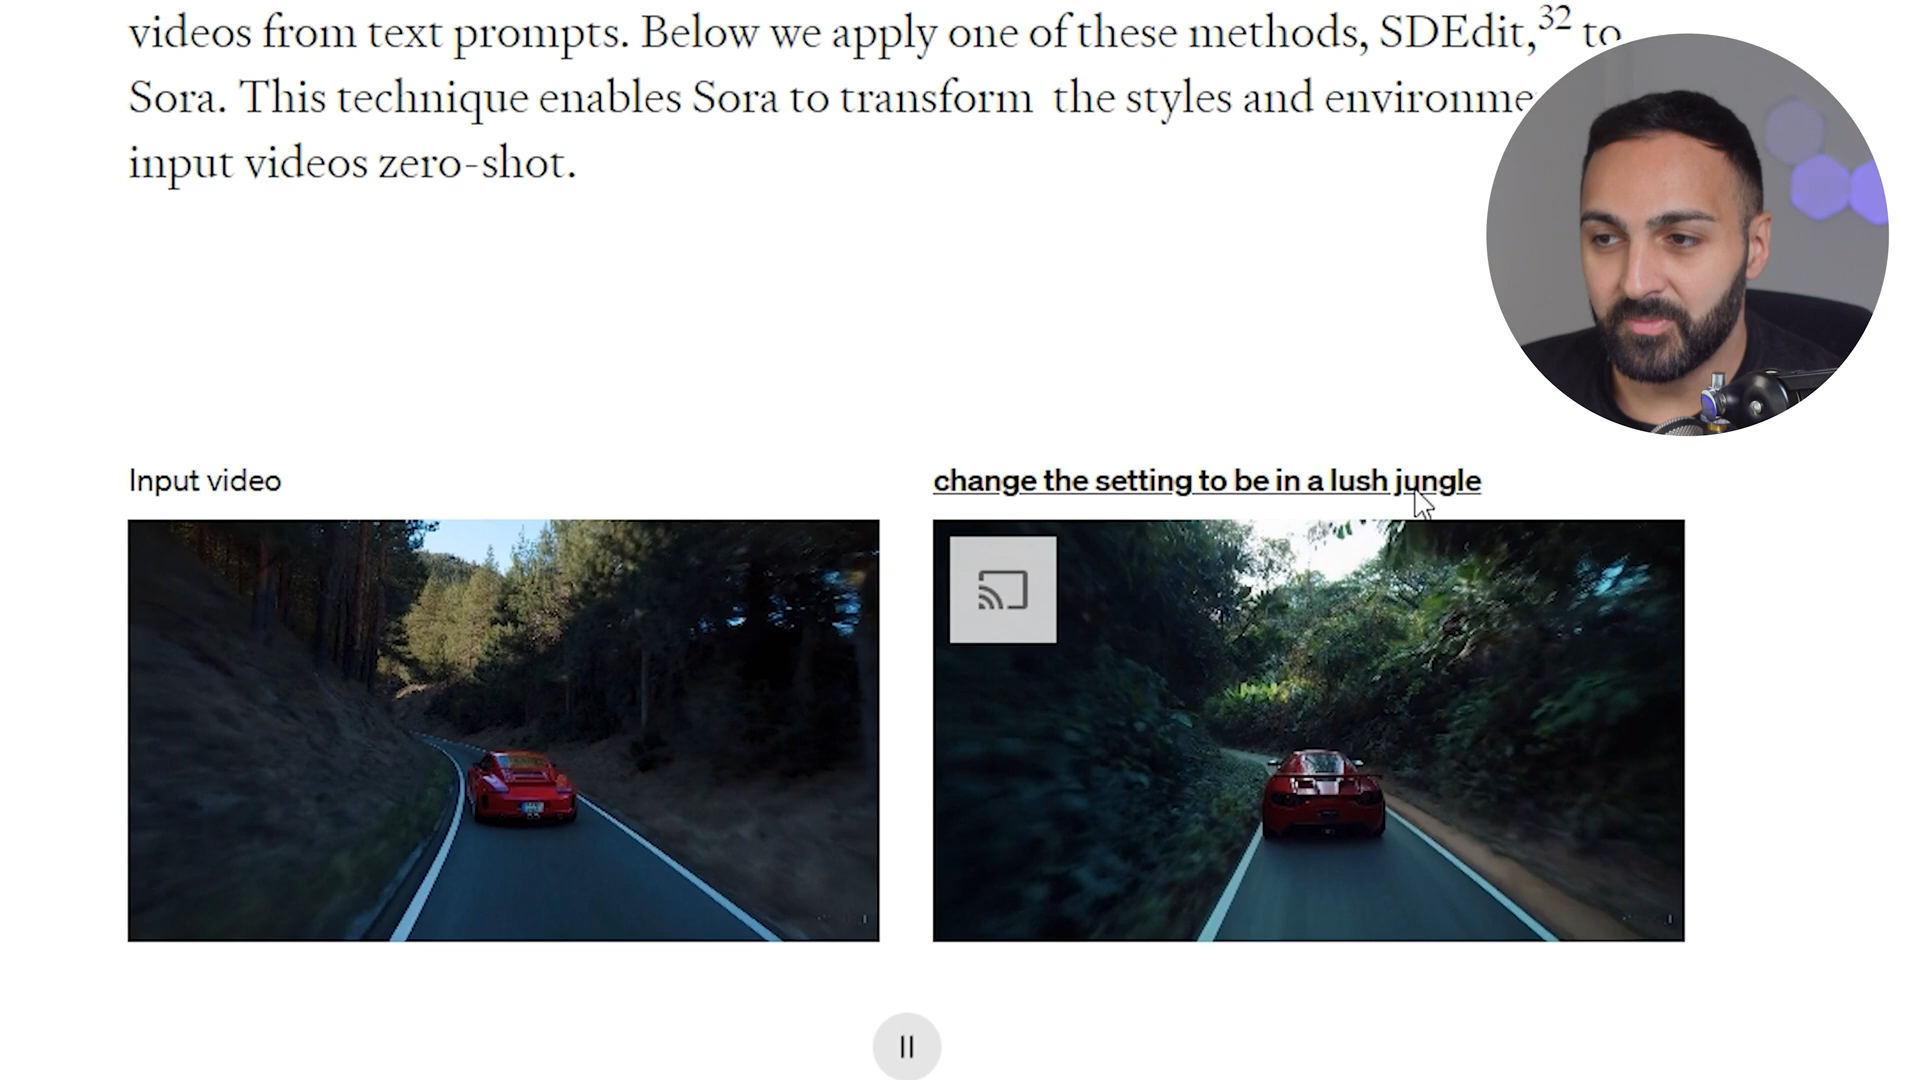 videos from text prompts. Below we apply one of these methods, SDEdit,³² to
Sora. This technique enables Sora to transform the styles and
input videos zero-shot.
Input video
change the setting to be in a lush jungle